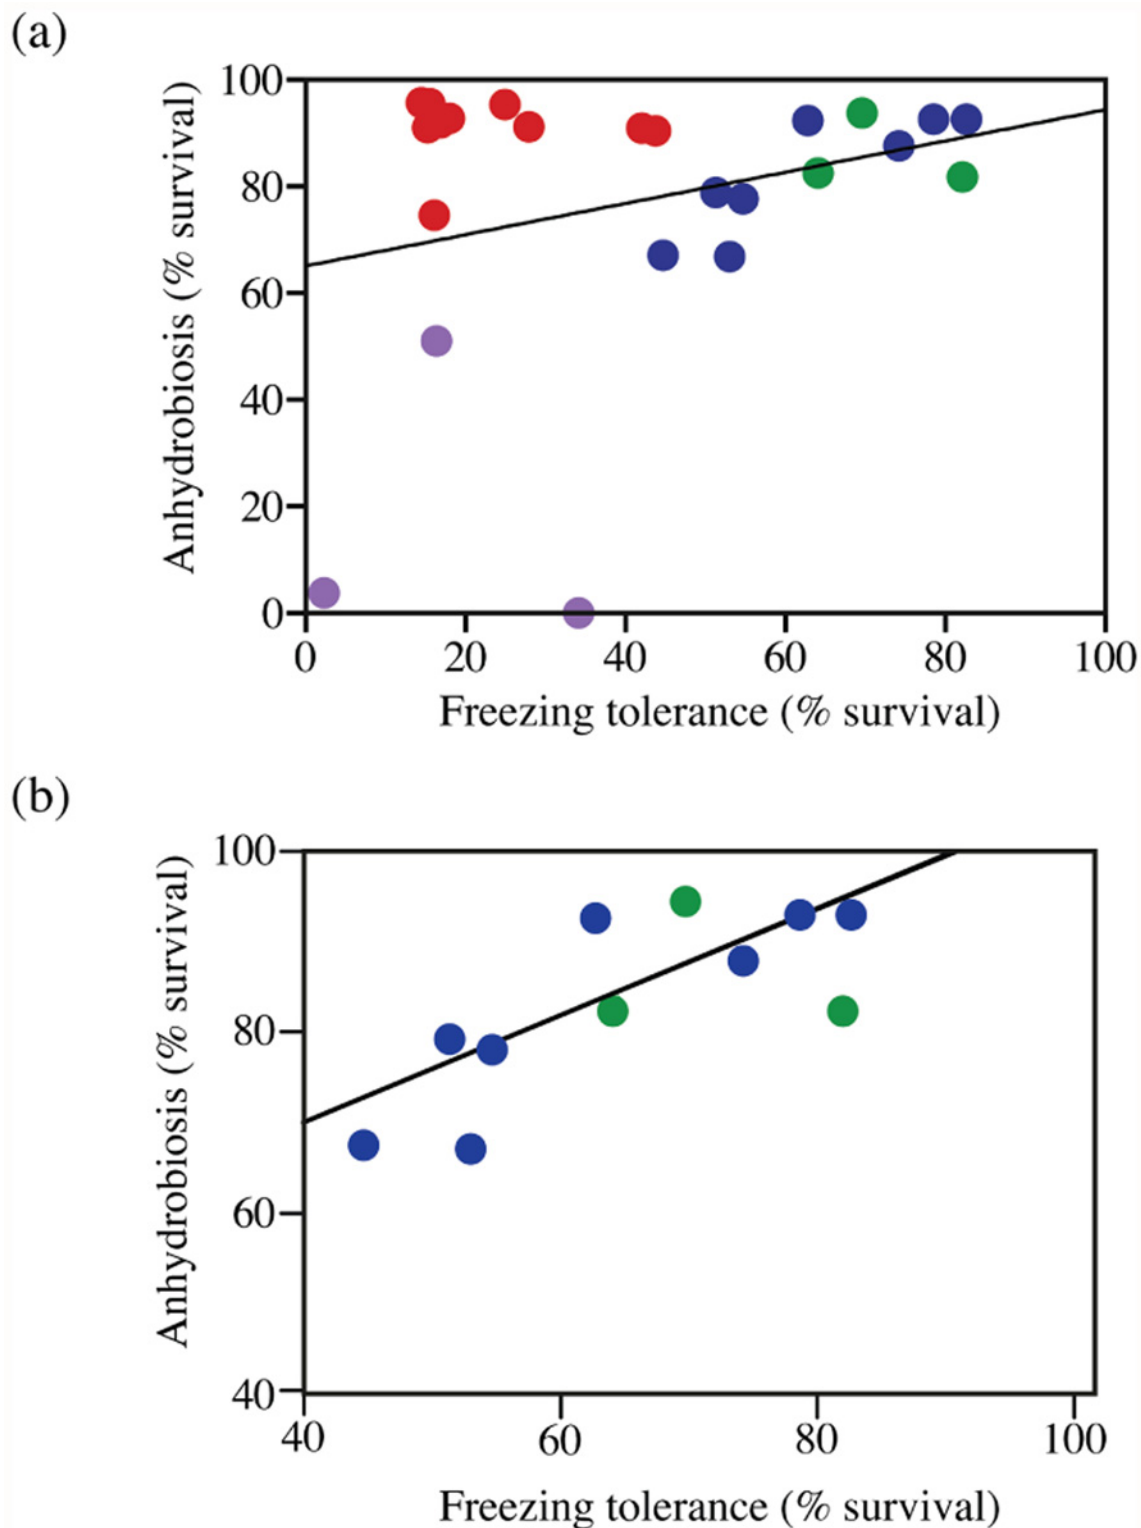 (a)
100
80
60
40
20
0
Anhydrobiosis (% survival)
0 20 40 60 80 100
Freezing tolerance (% survival)
(b)
100
80
60
40
Anhydrobiosis (% survival)
40 60 80 100
Freezing tolerance (% survival)